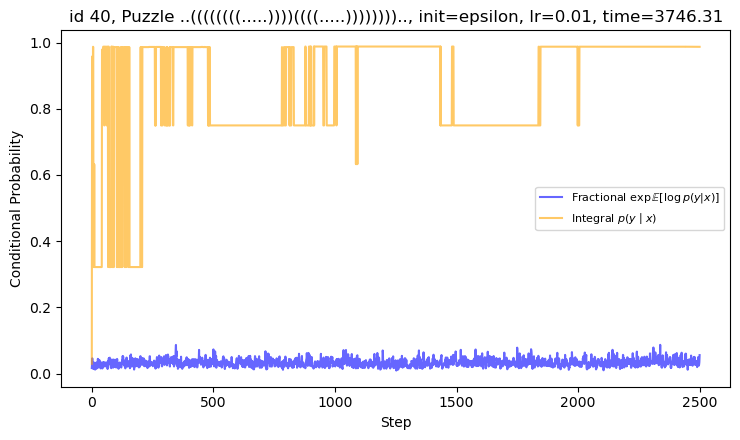 id 40, Puzzle ..((((((((.....))))((((.....)))))))).., init=epsilon, lr=0.01, time=3746.31
1.0
0.8
0.6
0.4
0.2
0.0
Conditional Probability
Fractional exp𝔼[log p(y|x)]
Integral p(y | x)
0
500
1000
1500
2000
2500
Step